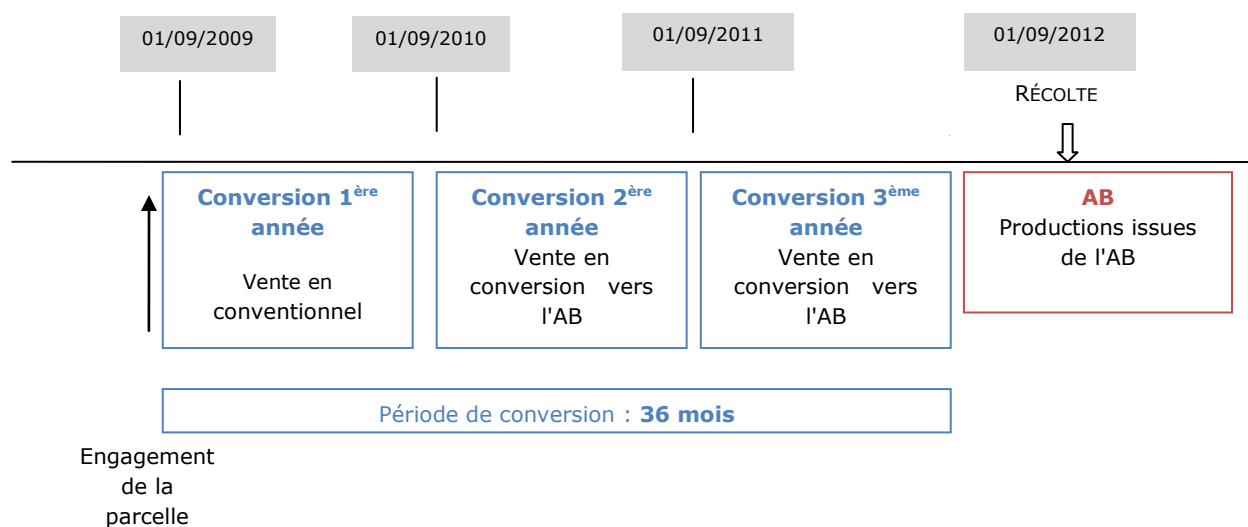 01/09/2009
01/09/2010
01/09/2011
01/09/2012
RÉCOLTE
Conversion 1ère
année
Vente en
conventionnel
Conversion 2ère
année
Vente en
conversion vers
l'AB
Conversion 3ème
année
Vente en
conversion vers
l'AB
AB
Productions issues
de l'AB
Période de conversion : 36 mois
Engagement
de la
parcelle